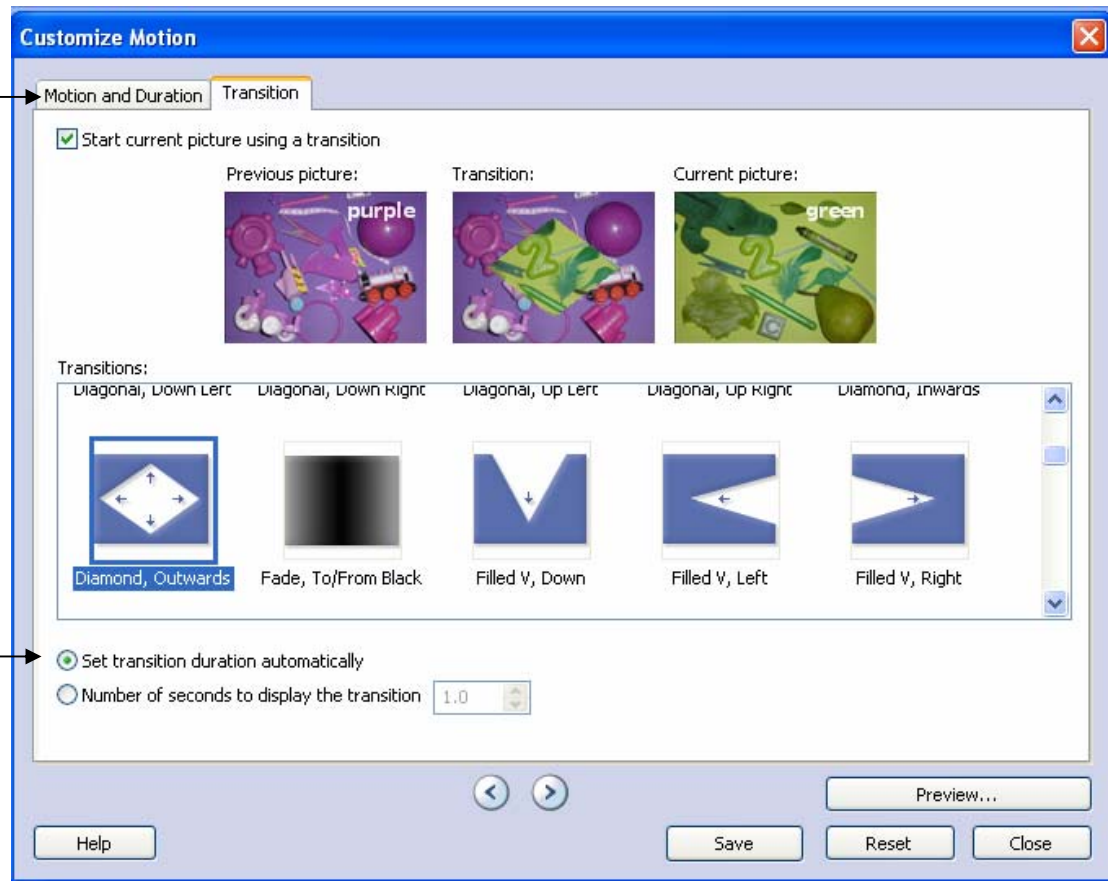 Customize Motion
Motion and Duration
Transition
Start current picture using a transition
Previous picture:
Transition:
Current picture:
purple
2
green
2
C
Transitions:
Diagonal, Down Left
Diagonal, Down Right
Diagonal, Up Left
Diagonal, Up Right
Diamond, Inwards
Diamond, Outwards
Fade, To/From Black
Filled V, Down
Filled V, Left
Filled V, Right
Set transition duration automatically
Number of seconds to display the transition
1.0
Preview...
Help
Save
Reset
Close